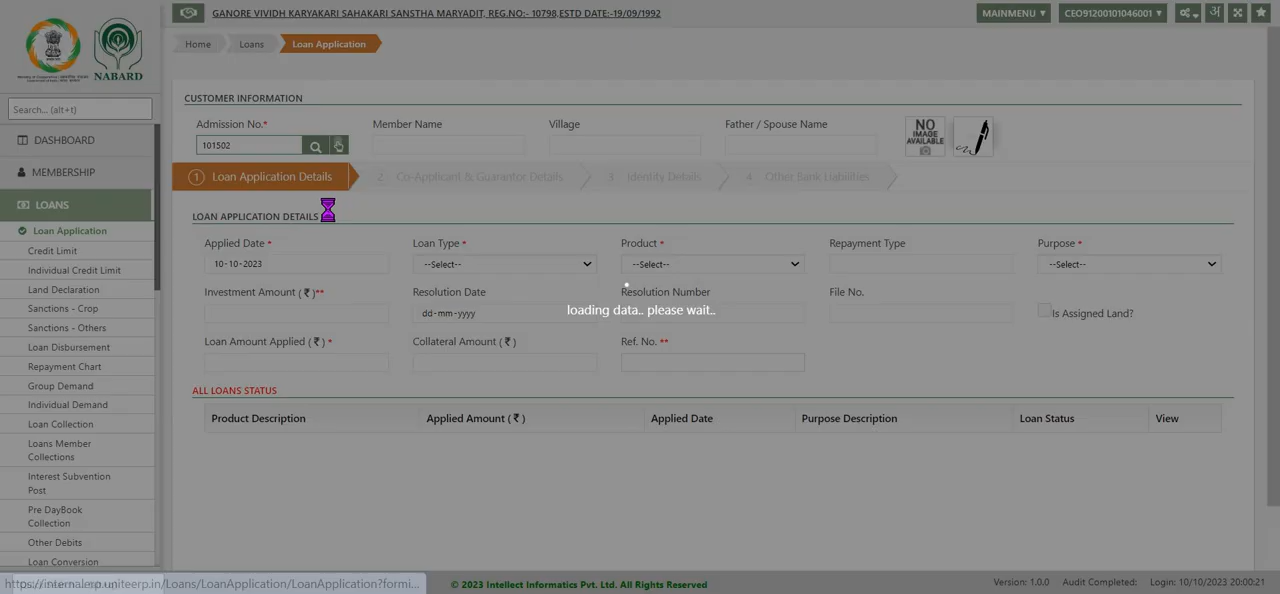 GANORE VIVIDH KARYAKARI SAHAKARI SANSTHA MARYADIT, REG.NO:- 10798,ESTD DATE:-19/09/1992
MAINMENU ▼
CEO91200101046001 ▼
अ
NABARD
Home
Loans
Loan Application
Search... (alt+t)
DASHBOARD
MEMBERSHIP
LOANS
Loan Application
Credit Limit
Individual Credit Limit
Land Declaration
Sanctions - Crop
Sanctions - Others
Loan Disbursement
Repayment Chart
Group Demand
Individual Demand
Loan Collection
Loans Member
Collections
Interest Subvention
Post
Pre DayBook
Collection
Other Debits
Loan Conversion
CUSTOMER INFORMATION
Admission No.*
Member Name
Village
Father / Spouse Name
101502
NO
IMAGE
AVAILABLE
1 Loan Application Details
2 Co-Applicant & Guarantor Details
3 Identity Details
4 Other Bank Liabilities
LOAN APPLICATION DETAILS
Applied Date *
Loan Type *
Product *
Repayment Type
Purpose *
10-10-2023
--Select--
--Select--
--Select--
Investment Amount ( ₹ )**
Resolution Date
Resolution Number
File No.
dd-mm-yyyy
Is Assigned Land?
loading data.. please wait..
Loan Amount Applied ( ₹ ) *
Collateral Amount ( ₹ )
Ref. No. **
ALL LOANS STATUS
Product Description
Applied Amount ( ₹ )
Applied Date
Purpose Description
Loan Status
View
https://internalerp.uniteerp.in/Loans/LoanApplication/LoanApplication?formi...
© 2023 Intellect Informatics Pvt. Ltd. All Rights Reserved
Version: 1.0.0
Audit Completed:
Login: 10/10/2023 20:00:21